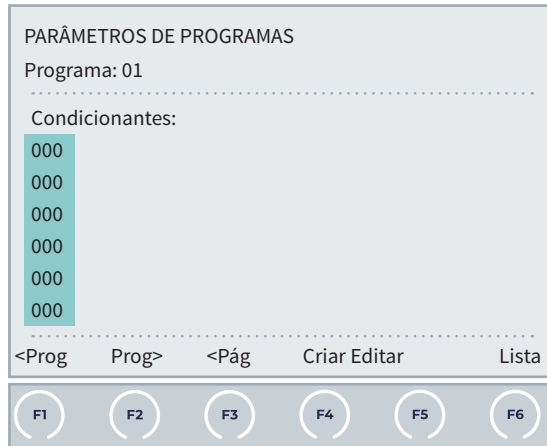 PARÂMETROS DE PROGRAMAS
Programa: 01
Condicionantes:
000
000
000
000
000
000
<Prog Prog> <Pág Criar Editar Lista
F1 F2 F3 F4 F5 F6